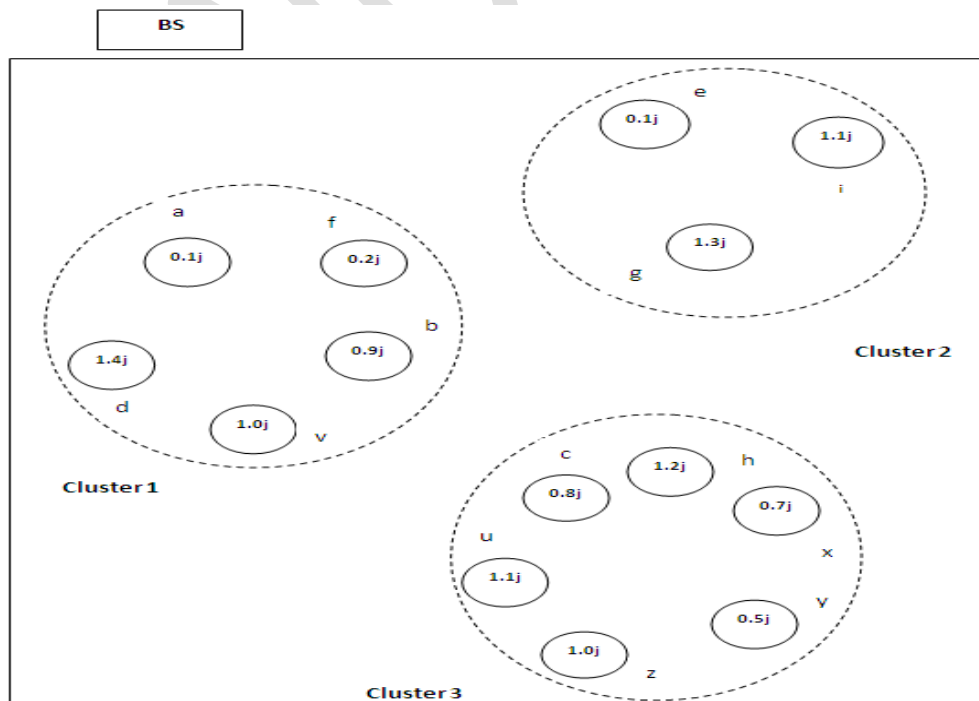 BS
e
0.1j
1.1j
i
1.3j
g
Cluster 2
a
f
0.1j
0.2j
b
0.9j
1.4j
d
1.0j
v
Cluster 1
c
h
1.2j
0.8j
0.7j
x
u
1.1j
y
0.5j
1.0j
z
Cluster 3